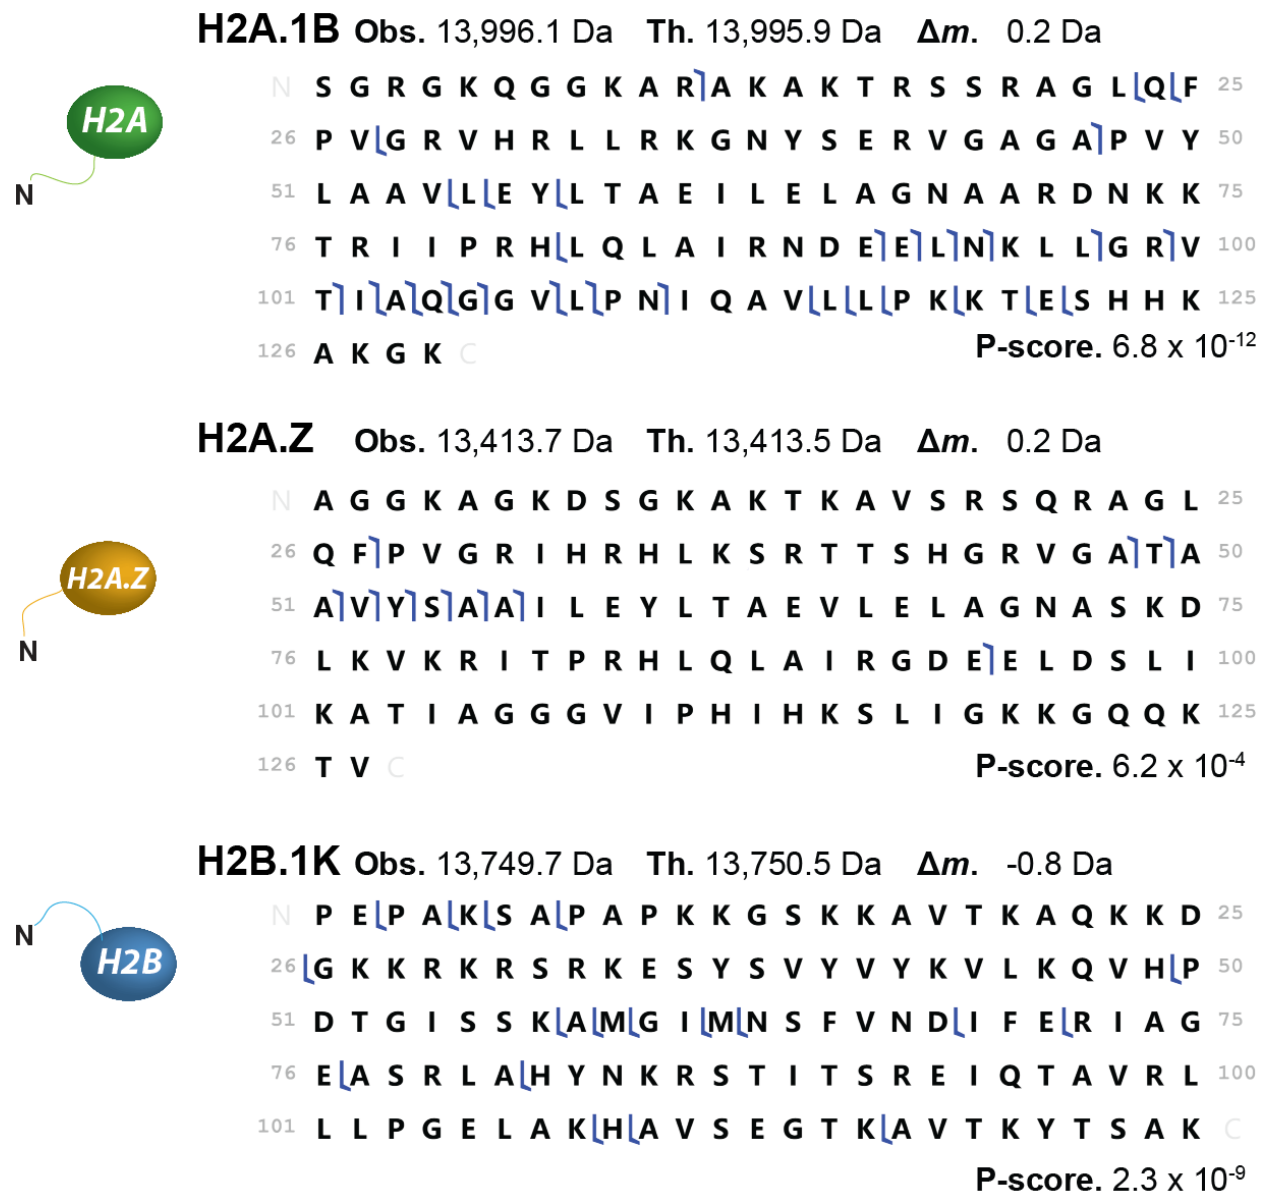 H2A.1B Obs. 13,996.1 Da Th. 13,995.9 Da Δm. 0.2 Da
N S G R G K Q G G K A R A K A K T R S S R A G L Q F 25
H2A
26 P V G R V H R L L R K G N Y S E R V G A G A P V Y 50
N
51 L A A V L E Y L T A E I L E L A G N A A R D N K K 75
76 T R I I P R H L Q L A I R N D E E L N K L L G R V 100
101 T I A Q G G V L P N I Q A V L L P K K T E S H H K 125
126 A K G K C
P-score. 6.8 x 10-12
H2A.Z Obs. 13,413.7 Da Th. 13,413.5 Da Δm. 0.2 Da
N A G G K A G K D S G K A K T K A V S R S Q R A G L 25
26 Q F P V G R I H R H L K S R T T S H G R V G A T A 50
H2A.Z
51 A V Y S A A I L E Y L T A E V L E L A G N A S K D 75
N
76 L K V K R I T P R H L Q L A I R G D E E L D S L I 100
101 K A T I A G G G V I P H I H K S L I G K K G Q Q K 125
126 T V C
P-score. 6.2 x 10-4
H2B.1K Obs. 13,749.7 Da Th. 13,750.5 Da Δm. -0.8 Da
N P E P A K S A P A P K K G S K K A V T K A Q K K D 25
N
H2B
26 G K K R K R S R K E S Y S V Y V Y K V L K Q V H P 50
51 D T G I S S K A M G I M N S F V N D I F E R I A G 75
76 E A S R L A H Y N K R S T I T S R E I Q T A V R L 100
101 L L P G E L A K H A V S E G T K A V T K Y T S A K C
P-score. 2.3 x 10-9